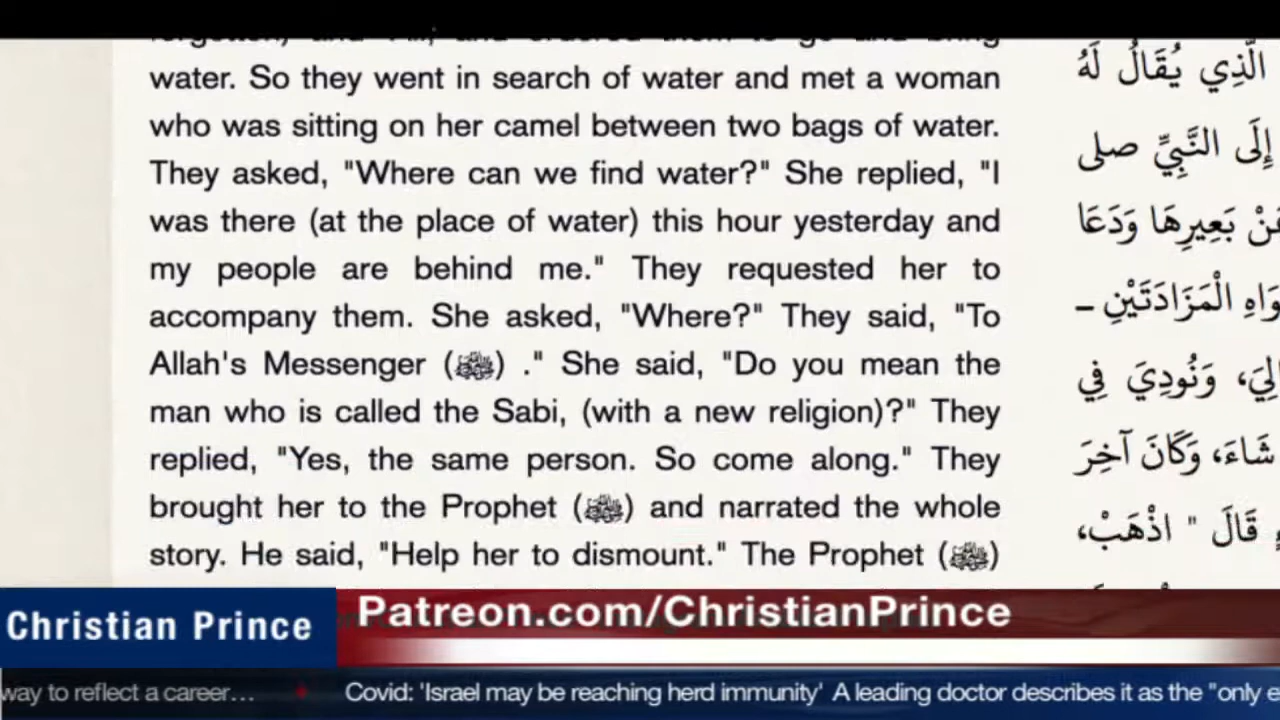 water. So they went in search of water and met a woman
who was sitting on her camel between two bags of water.
They asked, "Where can we find water?" She replied, "I
was there (at the place of water) this hour yesterday and
my people are behind me." They requested her to
accompany them. She asked, "Where?" They said, "To
Allah's Messenger (ﷺ) ." She said, "Do you mean the
man who is called the Sabi, (with a new religion)?" They
replied, "Yes, the same person. So come along." They
brought her to the Prophet (ﷺ) and narrated the whole
story. He said, "Help her to dismount." The Prophet (ﷺ)
الَّذِي يُقَالُ لَهُ
إِلَى النَّبِيِّ صلى
عَنْ بَعِيرِهَا وَدَعَا
الْمَزَادَتَيْنِ ـ
وَنُودِيَ فِي
شَاءَ، وَكَانَ آخِرَ
قَالَ " اذْهَبْ،
Christian Prince
Patreon.com/ChristianPrince
way to reflect a career... Covid: 'Israel may be reaching herd immunity' A leading doctor describes it as the "only